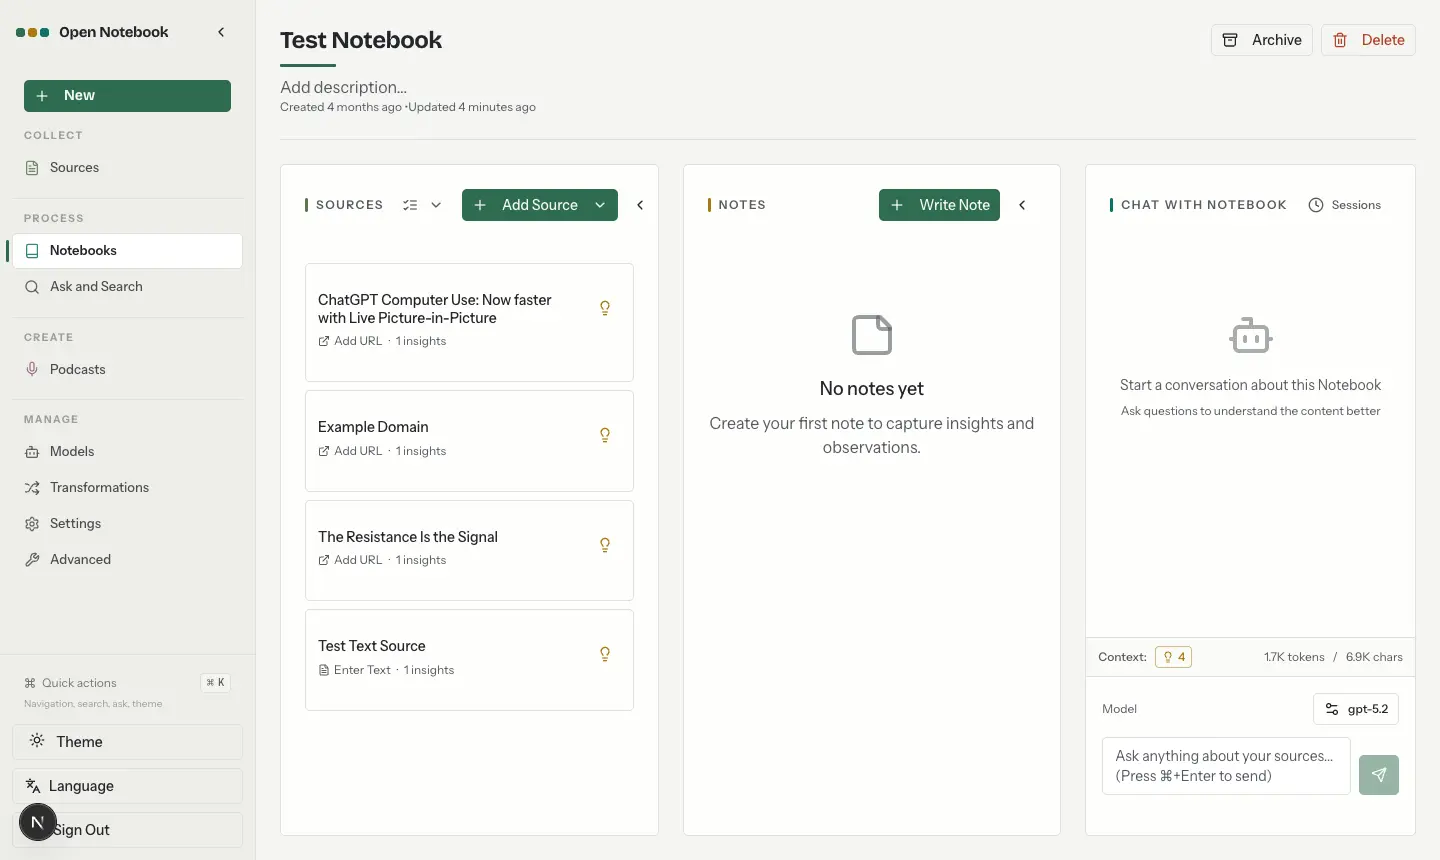 Open Notebook
New
COLLECT
Sources
PROCESS
Notebooks
Ask and Search
CREATE
Podcasts
MANAGE
Models
Transformations
Settings
Advanced
⌘ Quick actions
⌘ K
Navigation, search, ask, theme
Theme
Language
N
Sign Out
Test Notebook
Archive
Delete
Add description...
Created 4 months ago •Updated 4 minutes ago
SOURCES
Add Source
ChatGPT Computer Use: Now faster
with Live Picture-in-Picture
Add URL · 1 insights
Example Domain
Add URL · 1 insights
The Resistance Is the Signal
Add URL · 1 insights
Test Text Source
Enter Text · 1 insights
NOTES
Write Note
No notes yet
Create your first note to capture insights and
observations.
CHAT WITH NOTEBOOK
Sessions
Start a conversation about this Notebook
Ask questions to understand the content better
Context: 4
1.7K tokens / 6.9K chars
Model
gpt-5.2
Ask anything about your sources...
(Press ⌘+Enter to send)